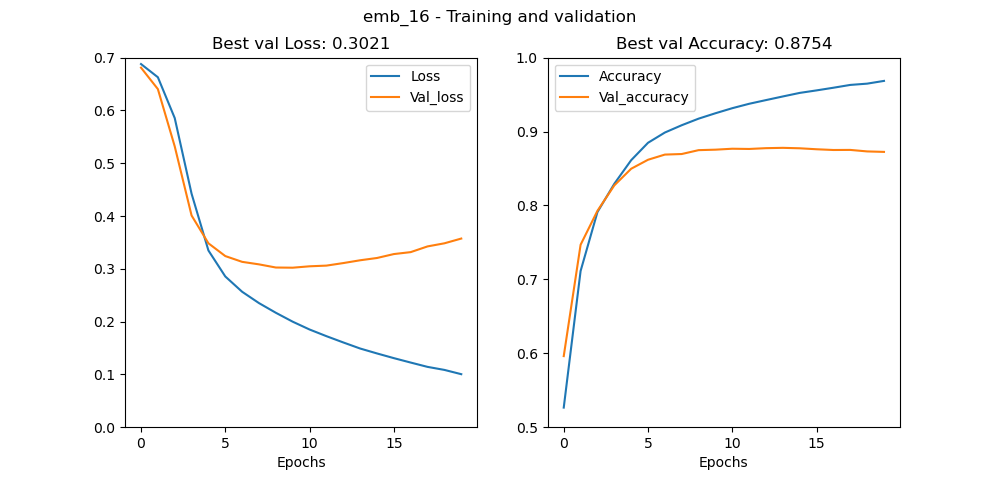 emb_16 - Training and validation
Best val Loss: 0.3021
0.7
0.6
0.5
0.4
0.3
0.2
0.1
0.0
Loss
Val_loss
0 5 10 15
Epochs
Best val Accuracy: 0.8754
1.0
0.9
0.8
0.7
0.6
0.5
Accuracy
Val_accuracy
0 5 10 15
Epochs